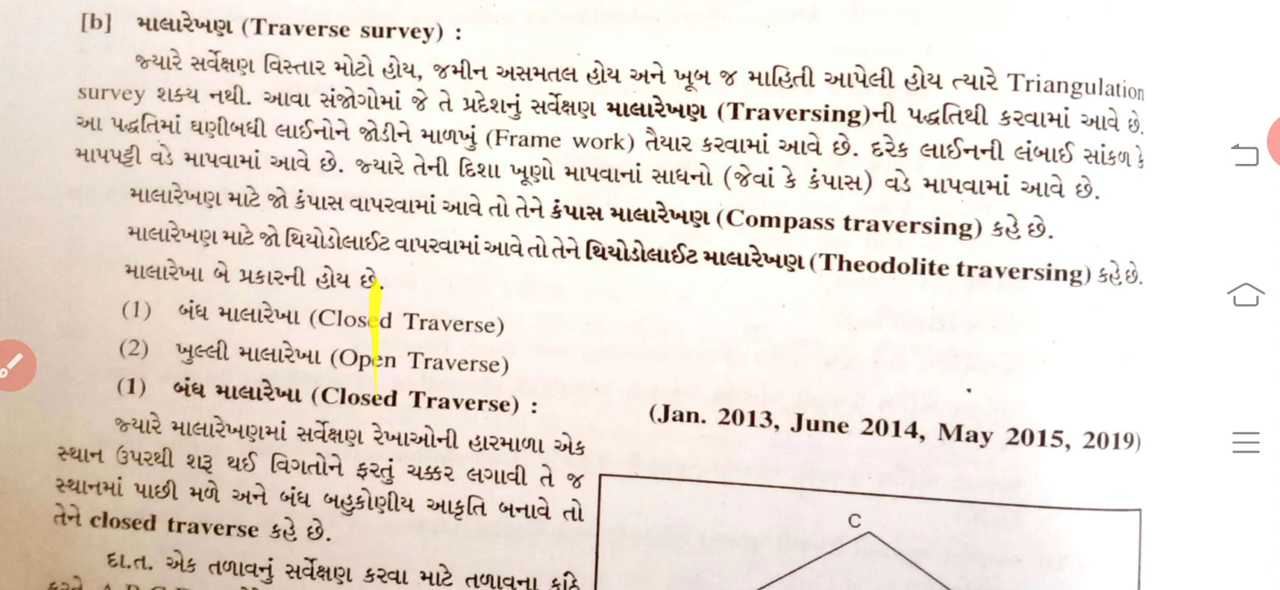 [b] માલારેખણ (Traverse survey) :
જ્યારે સર્વેક્ષણ વિસ્તાર મોટો હોય, જમીન અસમતલ હોય અને ખૂબ જ માહિતી આપેલી હોય ત્યારે Triangulation
survey શક્ય નથી. આવા સંજોગોમાં જે તે પ્રદેશનું સર્વેક્ષણ માલારેખણ (Traversing)ની પદ્ધતિથી કરવામાં આવે છે.
આ પદ્ધતિમાં ઘણીબધી લાઈનોને જોડીને માળખું (Frame work) તૈયાર કરવામાં આવે છે. દરેક લાઈનની લંબાઈ સાંકળ કે
માપપટ્ટી વડે માપવામાં આવે છે. જ્યારે તેની દિશા ખૂણો માપવાનાં સાધનો (જેવાં કે કંપાસ) વડે માપવામાં આવે છે.
માલારેખણ માટે જો કંપાસ વાપરવામાં આવે તો તેને કંપાસ માલારેખણ (Compass traversing) કહે છે.
માલારેખણ માટે જો થિયોડોલાઈટ વાપરવામાં આવે તો તેને થિયોડોલાઈટ માલારેખણ (Theodolite traversing) કહે છે.
માલારેખા બે પ્રકારની હોય છે.
(1) બંધ માલારેખા (Closed Traverse)
(2) ખુલ્લી માલારેખા (Open Traverse)
(1) બંધ માલારેખા (Closed Traverse) :
(Jan. 2013, June 2014, May 2015, 2019)
જ્યારે માલારેખણમાં સર્વેક્ષણ રેખાઓની હારમાળા એક
સ્થાન ઉપરથી શરૂ થઈ વિગતોને ફરતું ચક્કર લગાવી તે જ
સ્થાનમાં પાછી મળે અને બંધ બહુકોણીય આકૃતિ બનાવે તો
તેને closed traverse કહે છે.
C
દા.ત. એક તળાવનું સર્વેક્ષણ કરવા માટે તળાવના કાંઠે